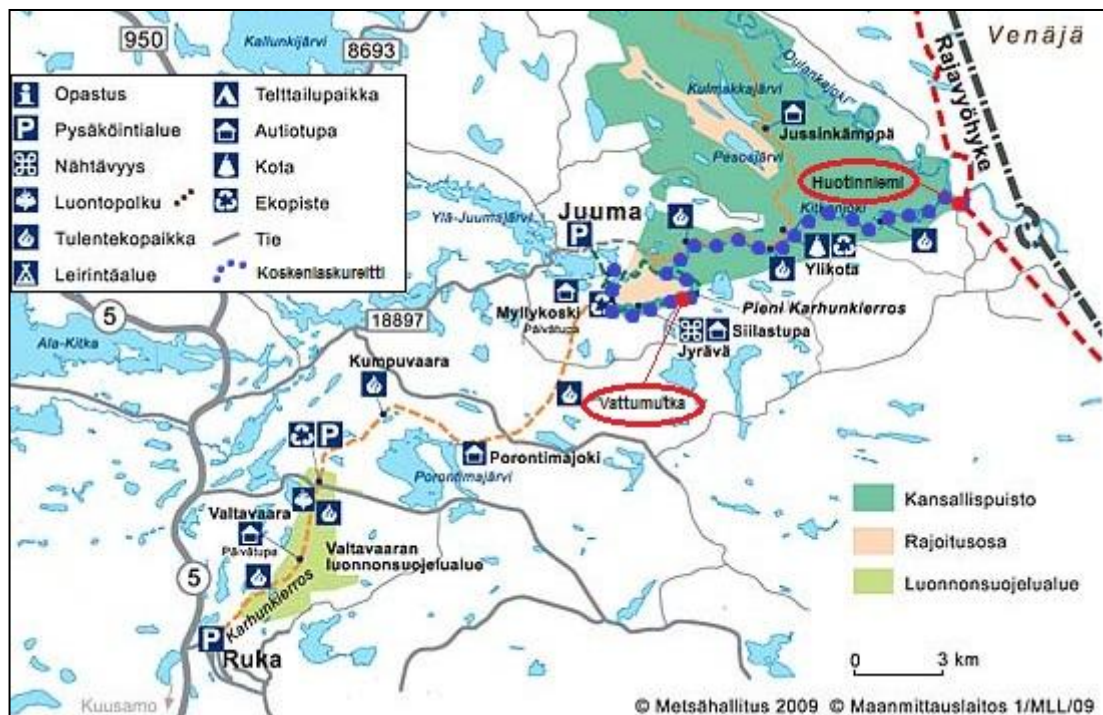 950
Kallunkijärvi
8693
Venäjä
Rajavyöhyke
Oulankajoki
Opastus
Pysäköintialue
Nähtävyys
Luontopolku
Tulentekopaikka
Leirintäalue
Telttailupaikka
Autiotupa
Kota
Ekopiste
Tie
Koskenlaskureitti
Kulmakkajärvi
Jussinkämppä
Pesosjärvi
Huotinniemi
Kitkanjoki
Ylä-Juumajärvi
Juuma
P
Ylikota
Pieni Karhunkierros
Myllykoski
Päivätupa
Siilastupa
Jyrävä
5
18897
Ala-Kitka
Kumpuvaara
Vattumutka
P
Porontimajoki
Porontimajärvi
Valtavaara
Päivätupa
Valtavaaran
luonnonsuojelualue
Karhunkierros
5
P
Ruka
Kuusamo
Kansallispuisto
Rajoitusosa
Luonnonsuojelualue
0 3 km
© Metsähallitus 2009 © Maanmittauslaitos 1/MLL/09